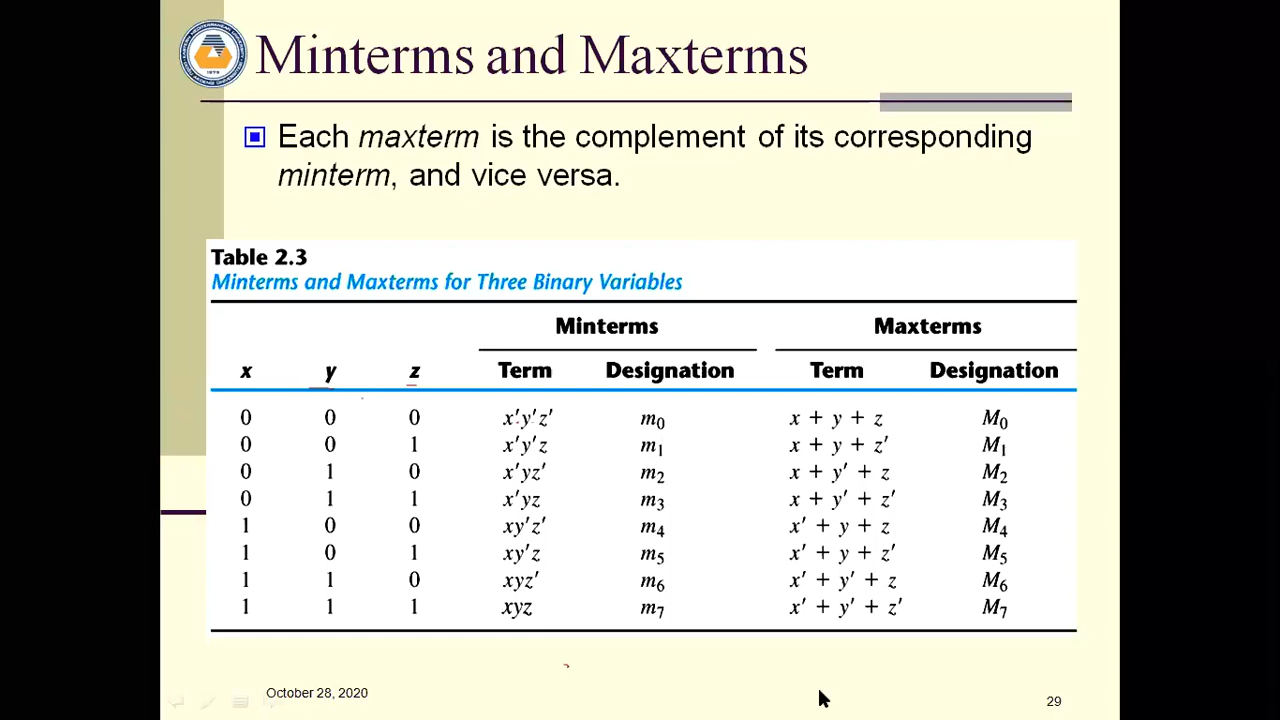 Minterms and Maxterms
Each maxterm is the complement of its corresponding
minterm, and vice versa.
Table 2.3
Minterms and Maxterms for Three Binary Variables
Minterms Maxterms
x y z Term Designation Term Designation
0 0 0 x′y′z′ m₀ x + y + z M₀
0 0 1 x′y′z m₁ x + y + z′ M₁
0 1 0 x′yz′ m₂ x + y′ + z M₂
0 1 1 x′yz m₃ x + y′ + z′ M₃
1 0 0 xy′z′ m₄ x′ + y + z M₄
1 0 1 xy′z m₅ x′ + y + z′ M₅
1 1 0 xyz′ m₆ x′ + y′ + z M₆
1 1 1 xyz m₇ x′ + y′ + z′ M₇
October 28, 2020
29